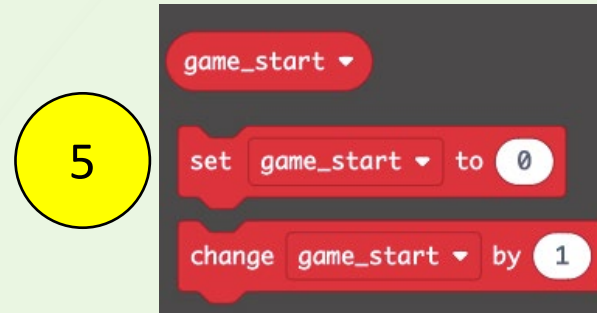 game_start
5
set game_start to 0
change game_start by 1